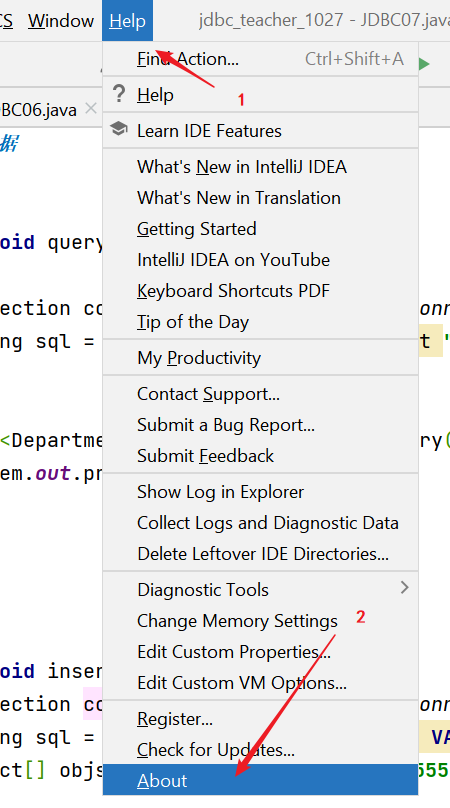 CS Window Help jdbc_teacher_1027 - JDBC07.java
Find Action... Ctrl+Shift+A
1
DBC06.java
? Help
据
Learn IDE Features
What's New in IntelliJ IDEA
What's New in Translation
Getting Started
oid query
IntelliJ IDEA on YouTube
Keyboard Shortcuts PDF
ection co onn
Tip of the Day
ng sql = t '
My Productivity
Contact Support...
Submit a Bug Report...
<Departme ry(
Submit Feedback
em.out.pr
Show Log in Explorer
Collect Logs and Diagnostic Data
Delete Leftover IDE Directories...
Diagnostic Tools
Change Memory Settings 2
Edit Custom Properties...
oid inser
Edit Custom VM Options...
ection co onn
Register...
ng sql = VA
Check for Updates...
ct[] objs 555
About